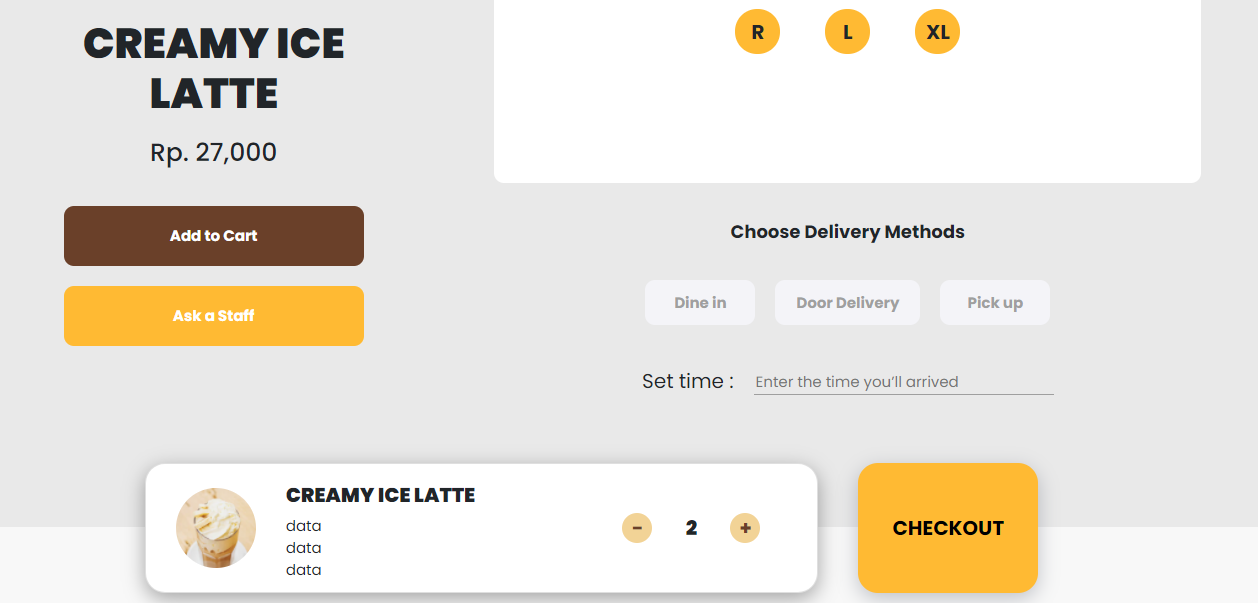 CREAMY ICE
LATTE
Rp. 27,000
Add to Cart
Ask a Staff
R L XL
Choose Delivery Methods
Dine in Door Delivery Pick up
Set time : Enter the time you’ll arrived
CREAMY ICE LATTE
data
data
data
- 2 +
CHECKOUT